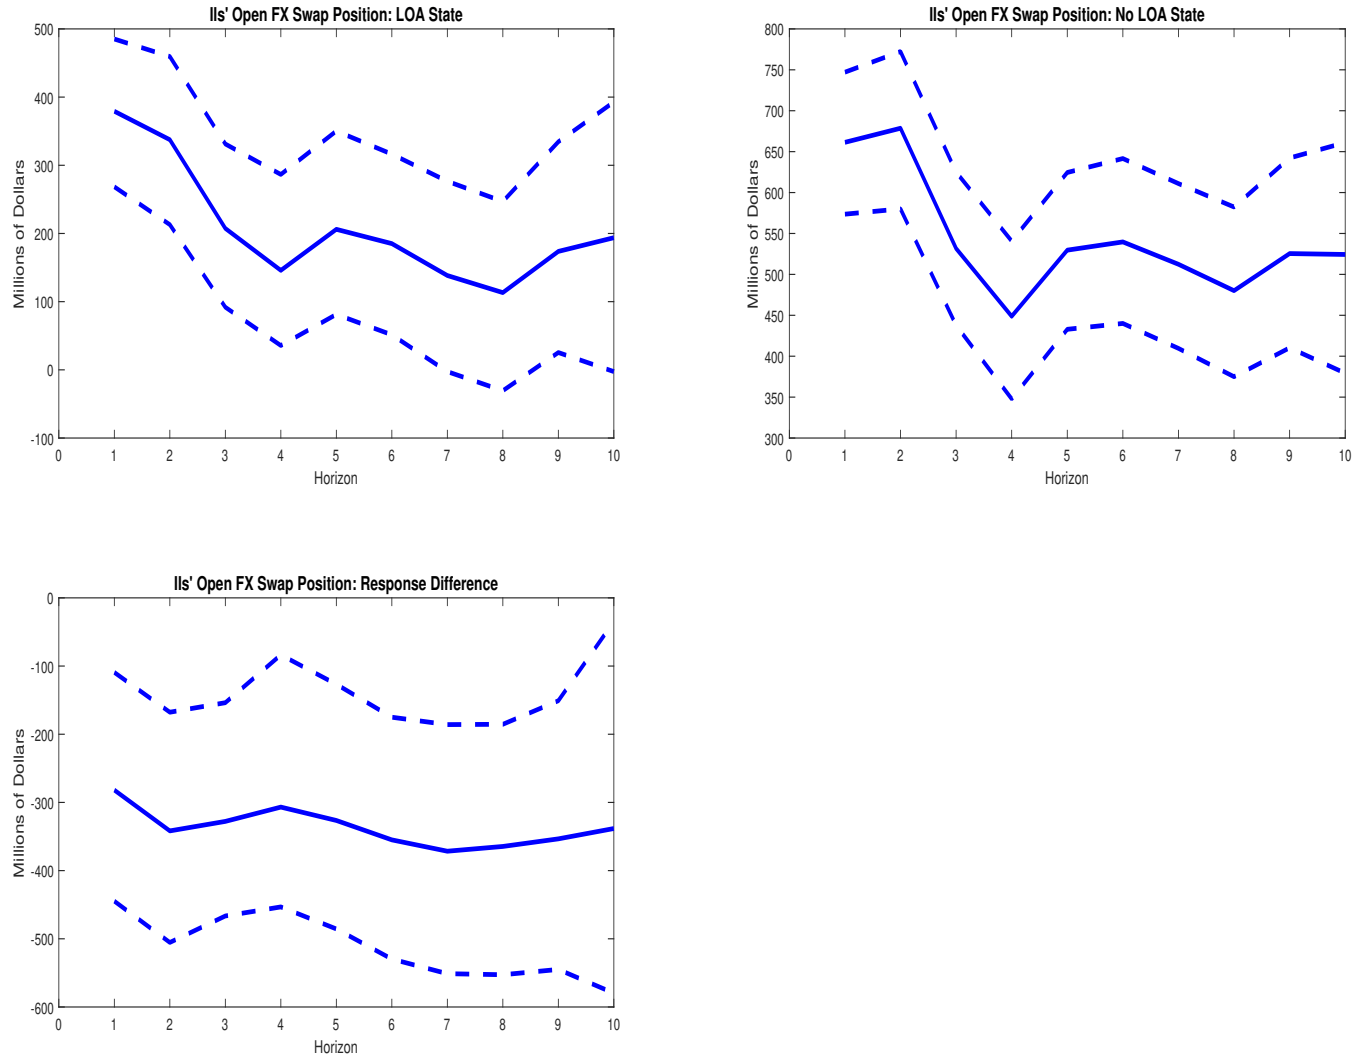 IIs' Open FX Swap Position: LOA State
500
400
300
200
100
0
-100
Millions of Dollars
0 1 2 3 4 5 6 7 8 9 10
Horizon
IIs' Open FX Swap Position: No LOA State
800
750
700
650
600
550
500
450
400
350
300
Millions of Dollars
0 1 2 3 4 5 6 7 8 9 10
Horizon
IIs' Open FX Swap Position: Response Difference
0
-100
-200
-300
-400
-500
-600
Millions of Dollars
0 1 2 3 4 5 6 7 8 9 10
Horizon